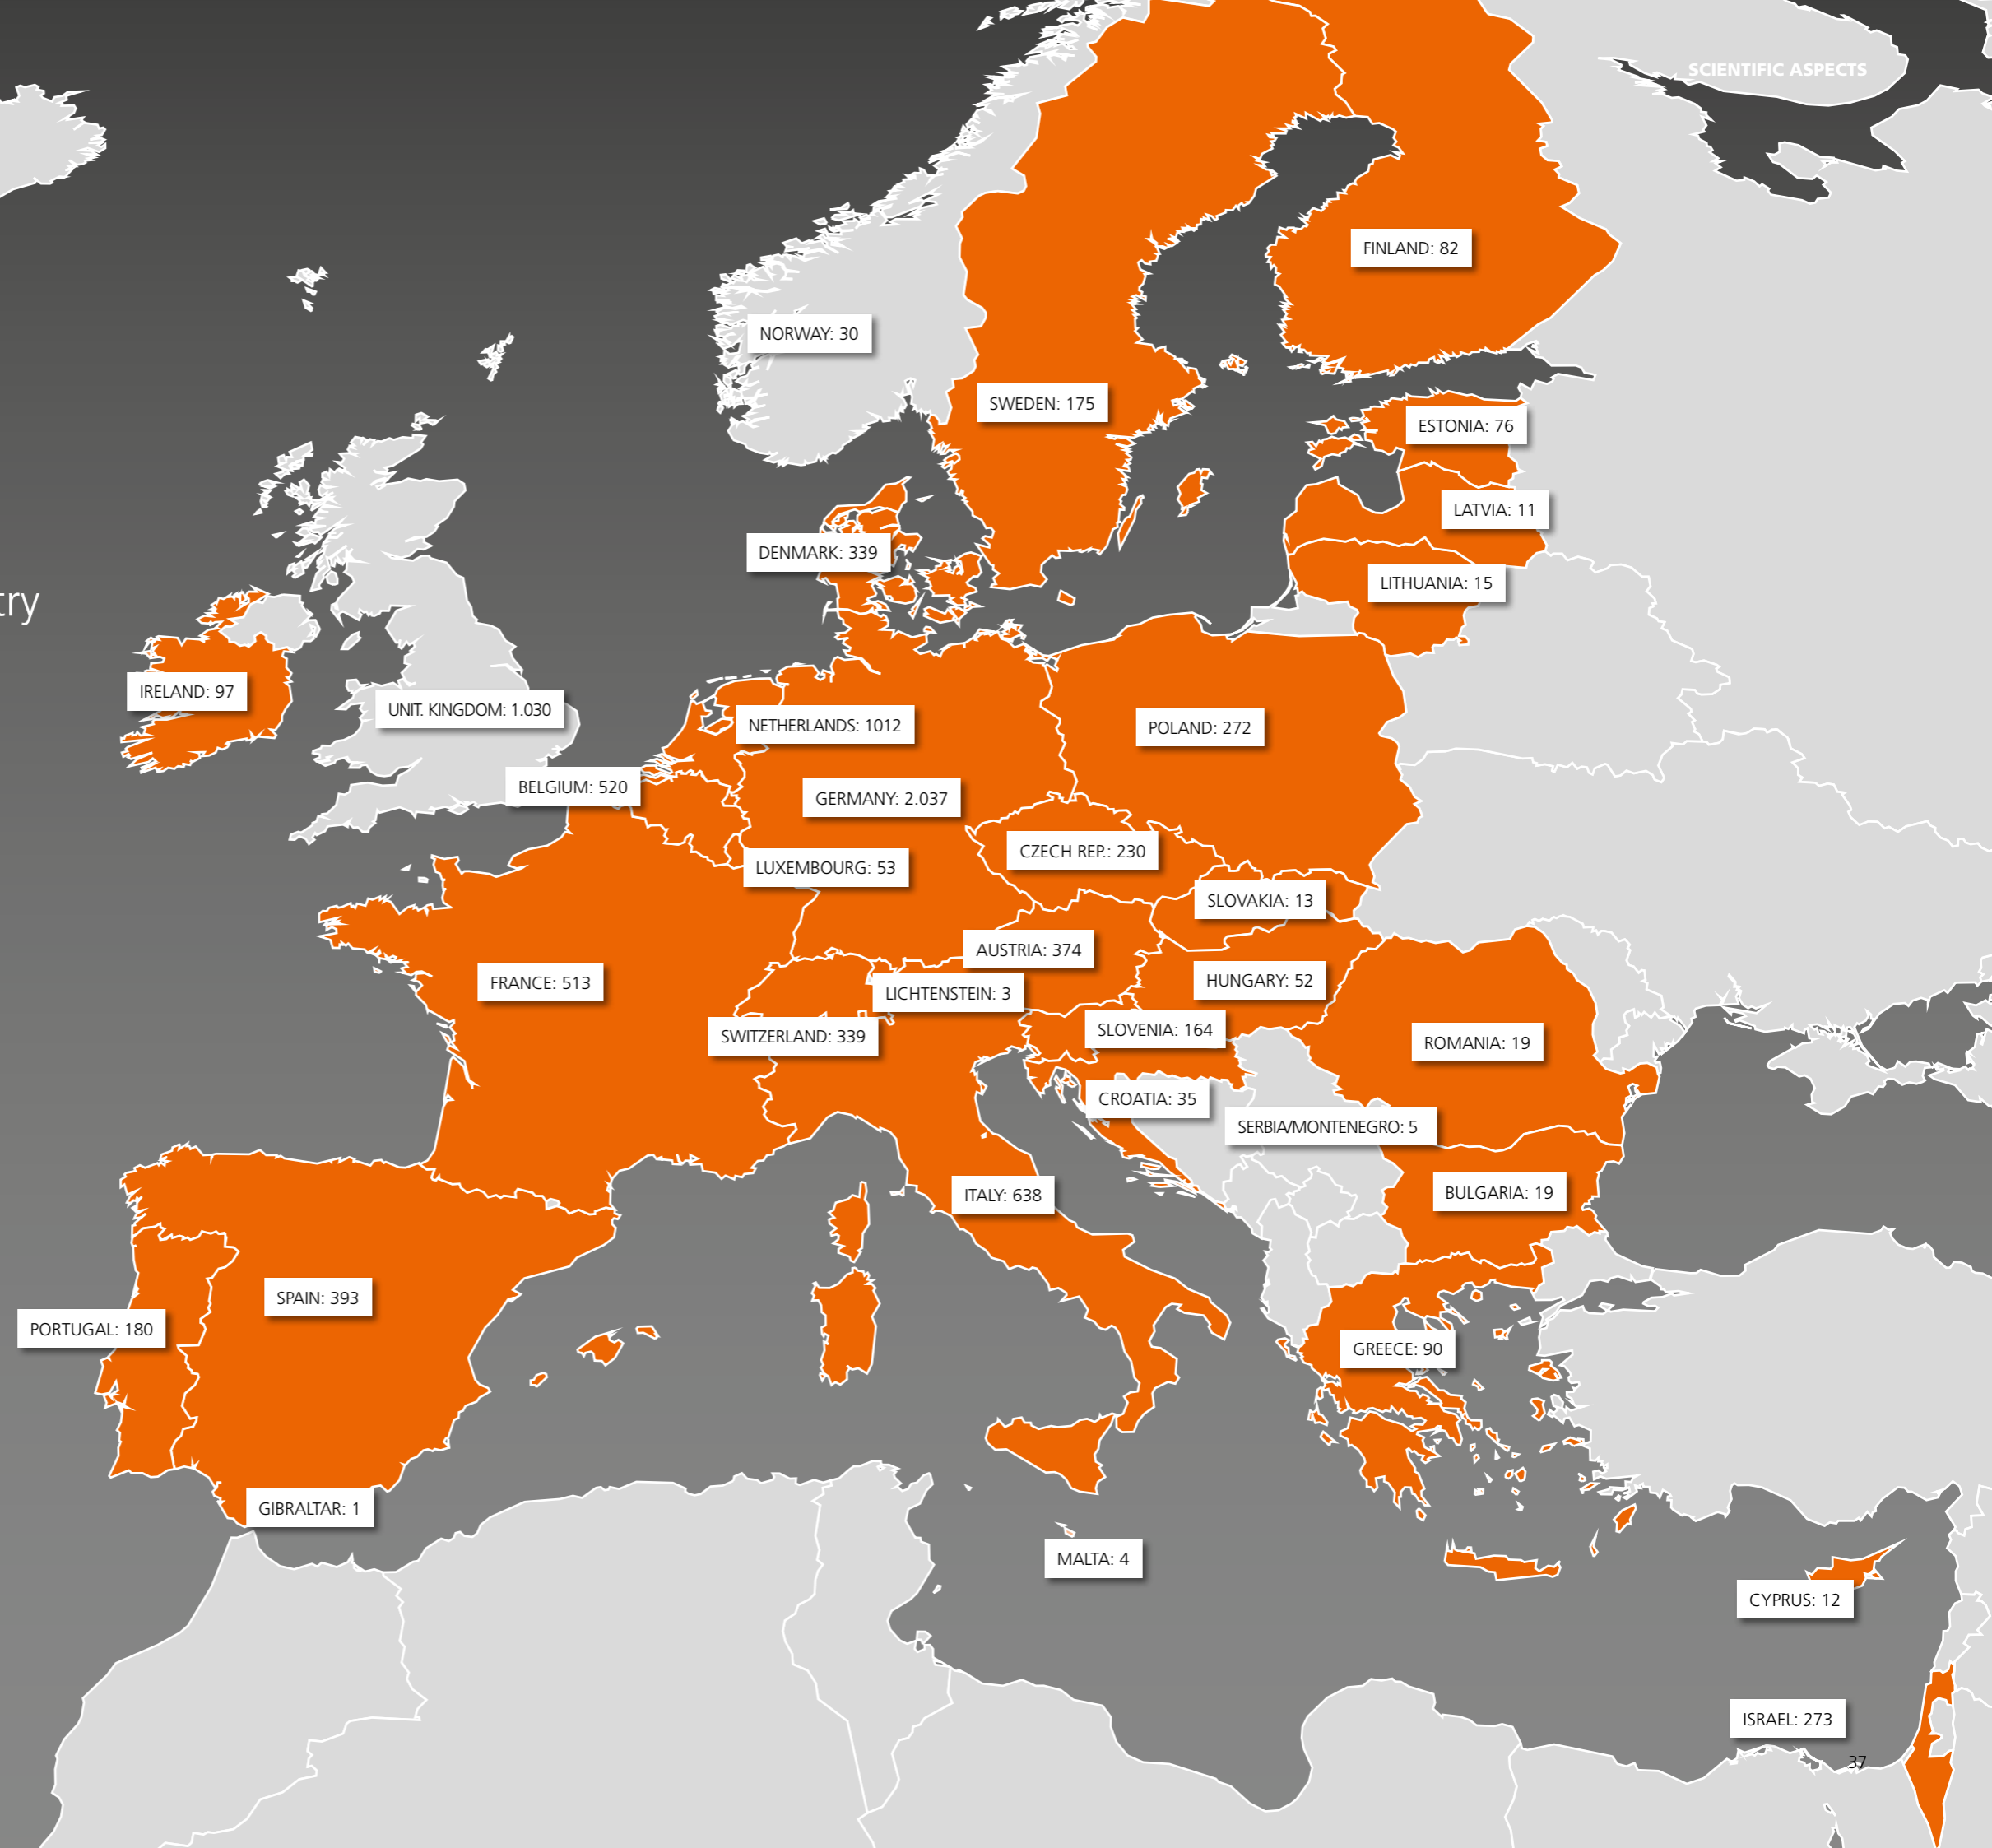 SCIENTIFIC ASPECTS
FINLAND: 82
NORWAY: 30
SWEDEN: 175
ESTONIA: 76
LATVIA: 11
DENMARK: 339
LITHUANIA: 15
try
IRELAND: 97
UNIT. KINGDOM: 1.030
NETHERLANDS: 1012
POLAND: 272
BELGIUM: 520
GERMANY: 2.037
CZECH REP.: 230
LUXEMBOURG: 53
SLOVAKIA: 13
AUSTRIA: 374
FRANCE: 513
HUNGARY: 52
LICHTENSTEIN: 3
SLOVENIA: 164
SWITZERLAND: 339
ROMANIA: 19
CROATIA: 35
SERBIA/MONTENEGRO: 5
BULGARIA: 19
ITALY: 638
SPAIN: 393
PORTUGAL: 180
GREECE: 90
GIBRALTAR: 1
MALTA: 4
CYPRUS: 12
ISRAEL: 273
37